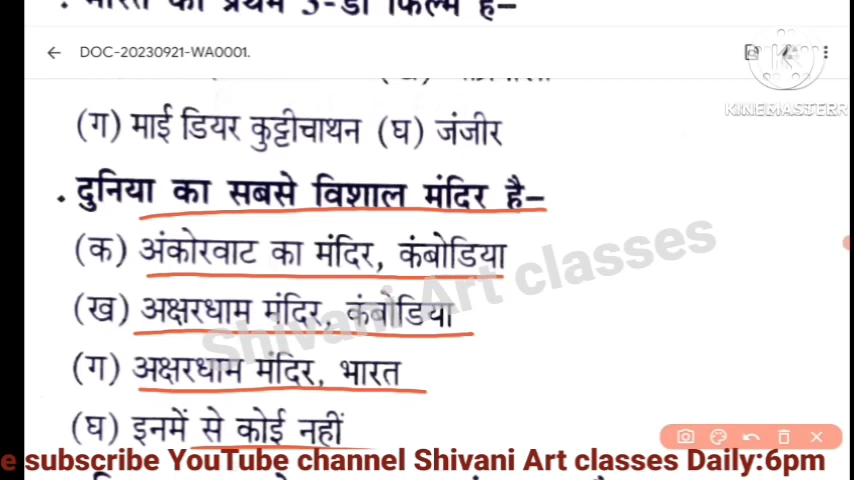 . भारत की प्रथम 3-डी फिल्म है–
DOC-20230921-WA0001.
KINEMASTER
(ग) माई डियर कुट्टीचाथन (घ) जंजीर
. दुनिया का सबसे विशाल मंदिर है–
(क) अंकोरवाट का मंदिर, कंबोडिया
(ख) अक्षरधाम मंदिर, कंबोडिया
(ग) अक्षरधाम मंदिर, भारत
(घ) इनमें से कोई नहीं
Shivani Art classes
e subscribe YouTube channel Shivani Art classes Daily:6pm